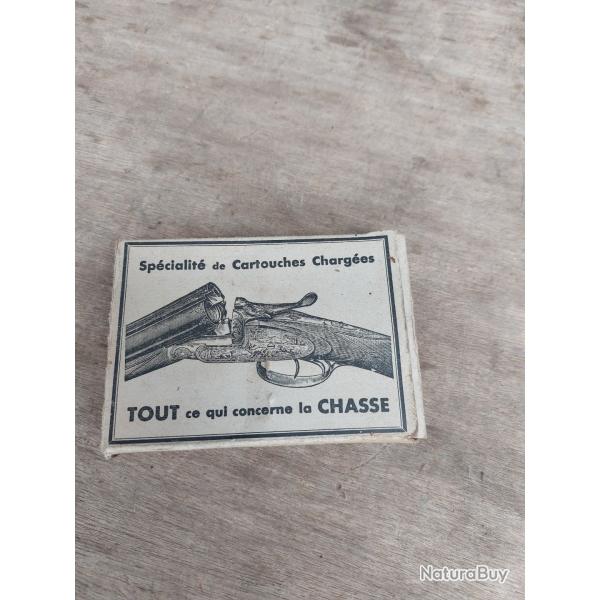 Spécialité de Cartouches Chargées
TOUT ce qui concerne la CHASSE
NaturaBuy